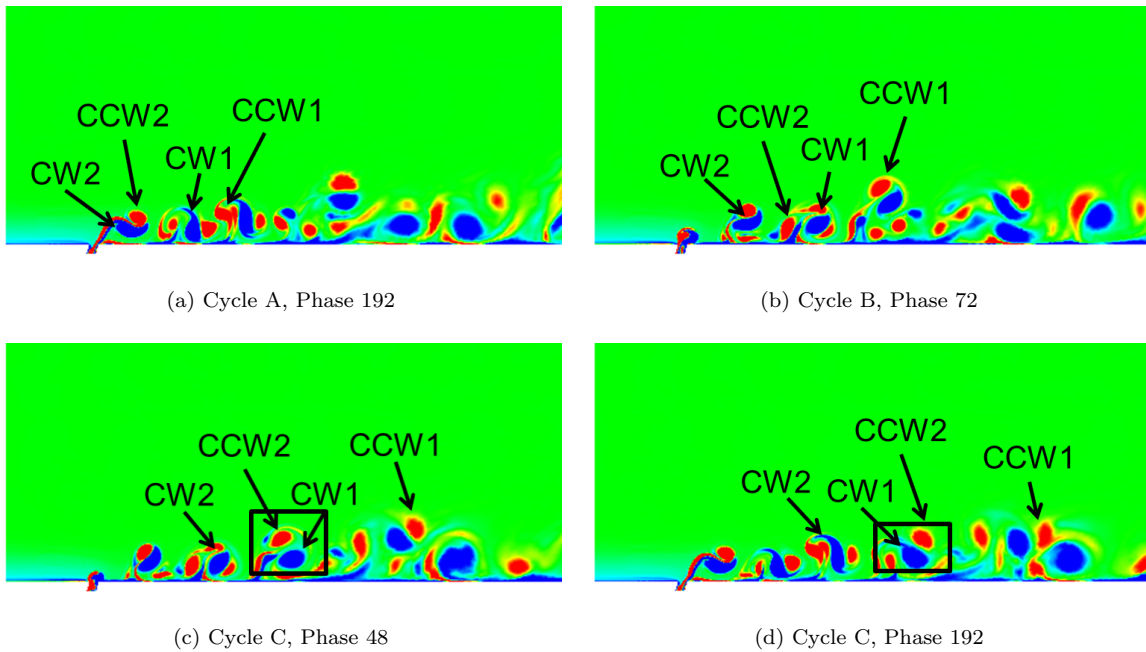 CCW2
CCW1
CW2
CW1
(a) Cycle A, Phase 192
CCW1
CCW2
CW1
CW2
(b) Cycle B, Phase 72
CCW2
CCW1
CW2
CW1
(c) Cycle C, Phase 48
CCW2
CCW1
CW2
CW1
(d) Cycle C, Phase 192